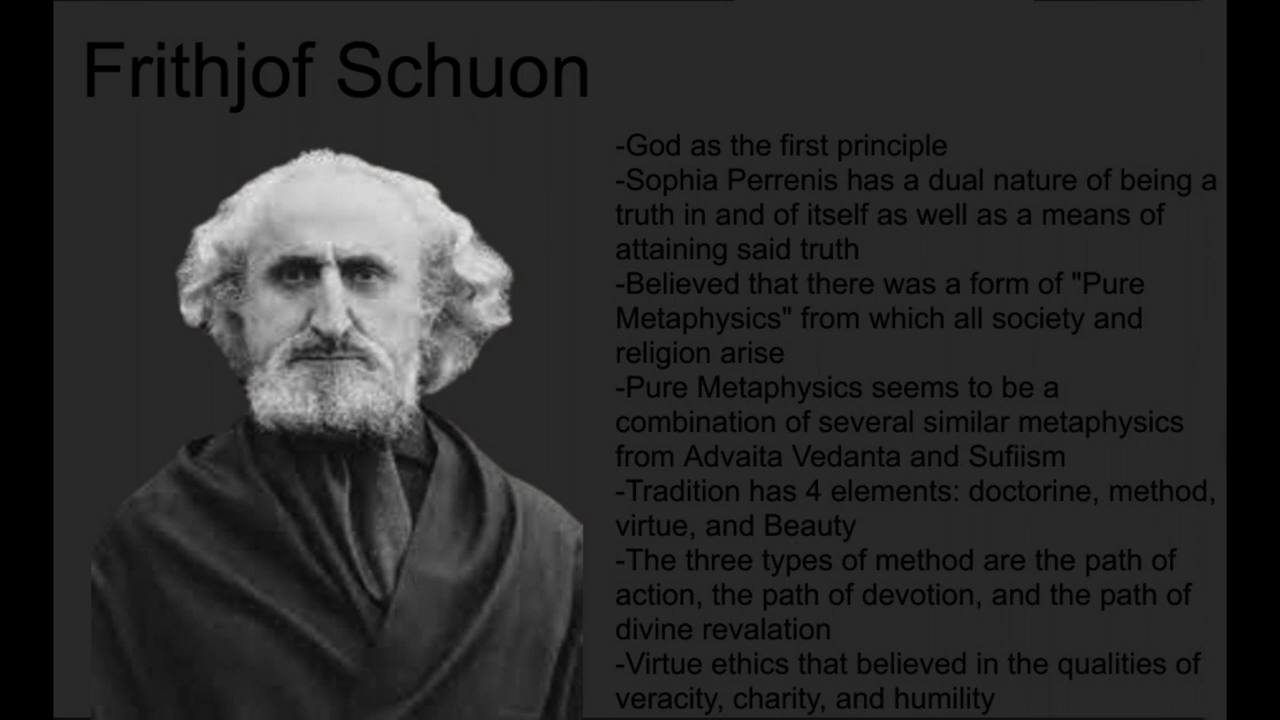 Frithjof Schuon
-God as the first principle
-Sophia Perrenis has a dual nature of being a
truth in and of itself as well as a means of
attaining said truth
-Believed that there was a form of "Pure
Metaphysics" from which all society and
religion arise
-Pure Metaphysics seems to be a
combination of several similar metaphysics
from Advaita Vedanta and Sufiism
-Tradition has 4 elements: doctorine, method,
virtue, and Beauty
-The three types of method are the path of
action, the path of devotion, and the path of
divine revalation
-Virtue ethics that believed in the qualities of
veracity, charity, and humility